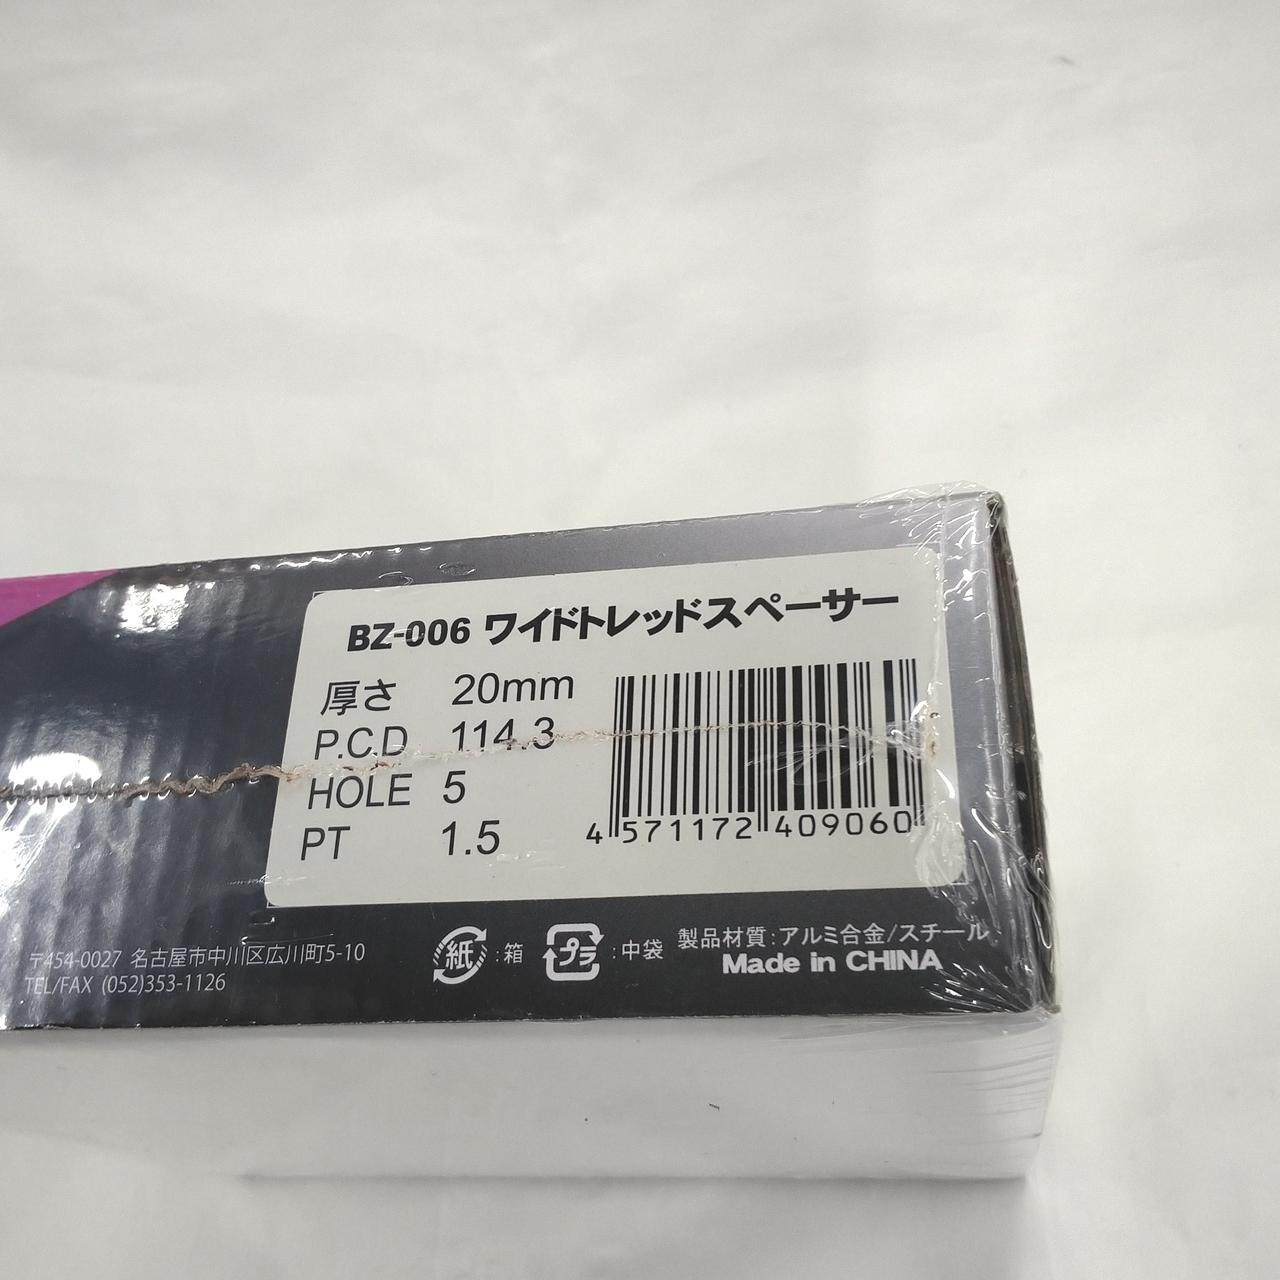 BZ-006 ワイドトレッドスペーサー
厚さ 20mm
P.C.D 114.3
HOLE 5
PT 1.5
4 571172 409060
〒454-0027 名古屋市中川区広川町5-10
TEL/FAX (052)353-1126
紙 :箱 プラ :中袋 製品材質:アルミ合金/スチール
Made in CHINA